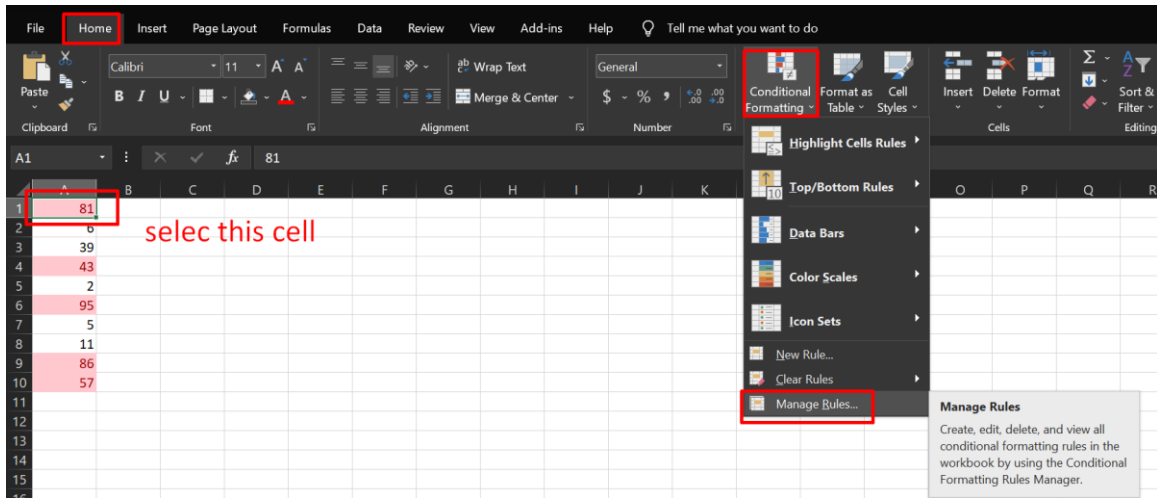 File Home Insert Page Layout Formulas Data Review View Add-ins Help Tell me what you want to do
Calibri 11 A A ab Wrap Text General Σ A Z
Paste B I U A Merge & Center $ % , .00 .00 Conditional Formatting Format as Table Cell Styles Insert Delete Format Sort & Filter
Clipboard Font Alignment Number Cells Editing
A1 fx 81
A B C D E F G H I J K O P Q R
1 81
2 6
3 39
4 43
5 2
6 95
7 5
8 11
9 86
10 57
11
12
13
14
15
16
selec this cell
Highlight Cells Rules
Top/Bottom Rules
Data Bars
Color Scales
Icon Sets
New Rule...
Clear Rules
Manage Rules...
Manage Rules
Create, edit, delete, and view all
conditional formatting rules in the
workbook by using the Conditional
Formatting Rules Manager.